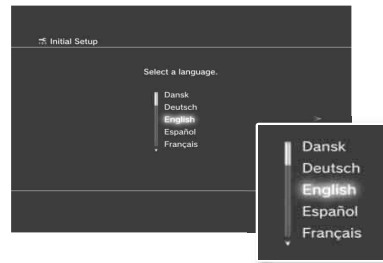 Initial Setup
Select a language.
Dansk
Deutsch
English
Español
Français
Dansk
Deutsch
English
Español
Français